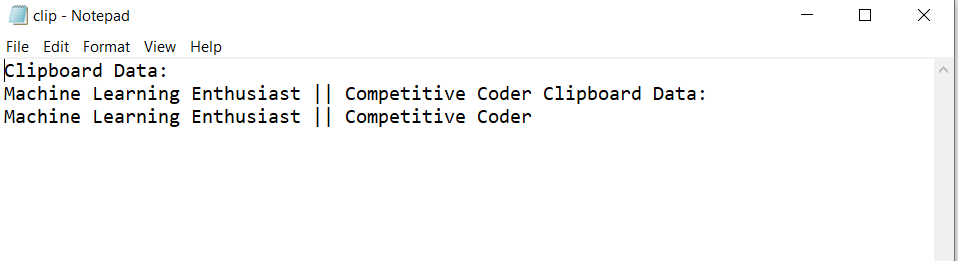 clip - Notepad
File Edit Format View Help
Clipboard Data:
Machine Learning Enthusiast || Competitive Coder Clipboard Data:
Machine Learning Enthusiast || Competitive Coder